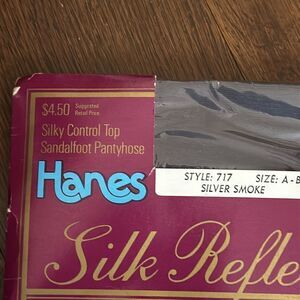 $4.50 Suggested
Retail Price
Silky Control Top
Sandalfoot Pantyhose
Hanes
STYLE: 717 SIZE: A-B
SILVER SMOKE
Silk Refle